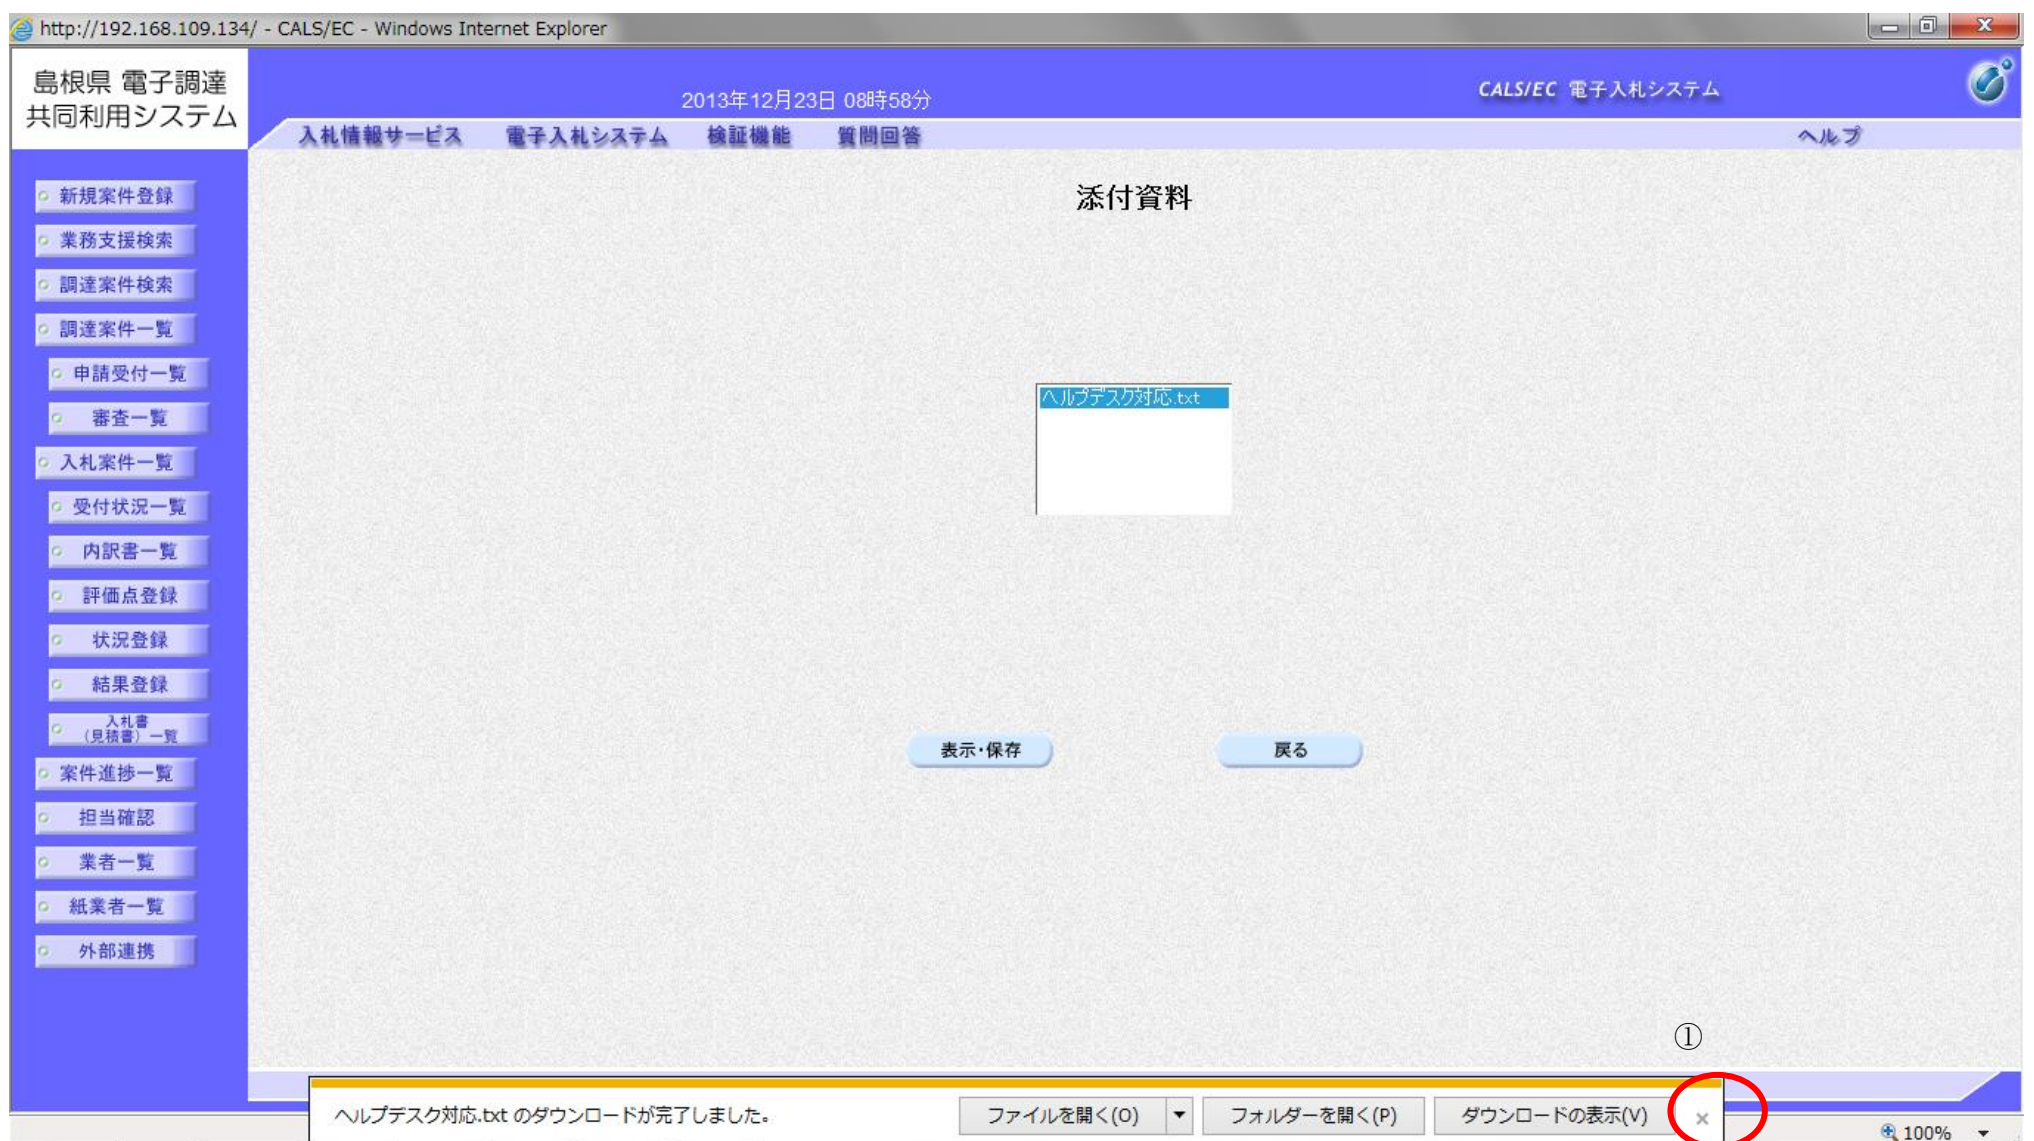 http://192.168.109.134/ - CALS/EC - Windows Internet Explorer
島根県 電子調達
共同利用システム
2013年12月23日 08時58分
CALS/EC 電子入札システム
入札情報サービス 電子入札システム 検証機能 質問回答 ヘルプ
新規案件登録
業務支援検索
調達案件検索
調達案件一覧
申請受付一覧
審査一覧
入札案件一覧
受付状況一覧
内訳書一覧
評価点登録
状況登録
結果登録
入札書
(見積書)一覧
案件進捗一覧
担当確認
業者一覧
紙業者一覧
外部連携
添付資料
ヘルプデスク対応.txt
表示・保存 戻る
①
ヘルプデスク対応.txt のダウンロードが完了しました。 ファイルを開く(O) ▼ フォルダーを開く(P) ダウンロードの表示(V) ×
100% ▼